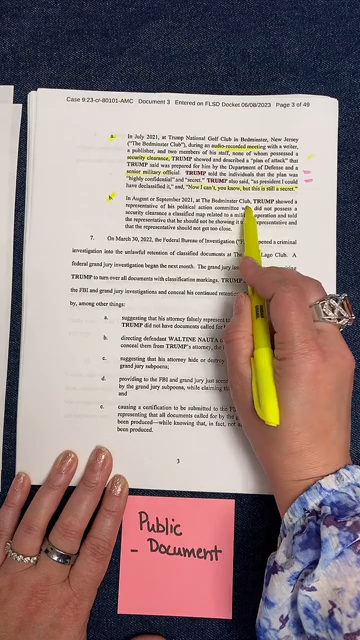 Case 9:23-cr-80101-AMC Document 3 Entered on FLSD Docket 06/08/2023 Page 3 of 49
a. In July 2021, at Trump National Golf Club in Bedminster, New Jersey
("The Bedminster Club"), during an audio-recorded meeting with a writer,
a publisher, and two members of his staff, none of whom possessed a
security clearance, TRUMP showed and described a "plan of attack" that
TRUMP said was prepared for him by the Department of Defense and a
senior military official. TRUMP told the individuals that the plan was
"highly confidential" and "secret." TRUMP also said, "as president I could
have declassified it," and, "Now I can't, you know, but this is still a secret."
b. In August or September 2021, at The Bedminster Club, TRUMP showed a
representative of his political action committee who did not possess a
security clearance a classified map related to a military operation and told
the representative that he should not be showing it to the representative and
that the representative should not get too close.
7. On March 30, 2022, the Federal Bureau of Investigation ("FBI") opened a criminal
investigation into the unlawful retention of classified documents at The Mar-a-Lago Club. A
federal grand jury investigation began the next month. The grand jury
TRUMP to turn over all documents with classification markings. TRUMP
the FBI and grand jury investigations and conceal his continued
by, among other things:
a. suggesting that his attorney falsely represent
TRUMP did not have documents called for
b. directing defendant WALTINE NAUTA
conceal them from TRUMP's attorney, the
c. suggesting that his attorney hide or destroy
grand jury subpoena;
d. providing to the FBI and grand jury just some
by the grand jury subpoena, while claiming
and
e. causing a certification to be submitted to the
representing that all documents called for by the
been produced—while knowing that, in fact, not
been produced.
3
Public
- Document